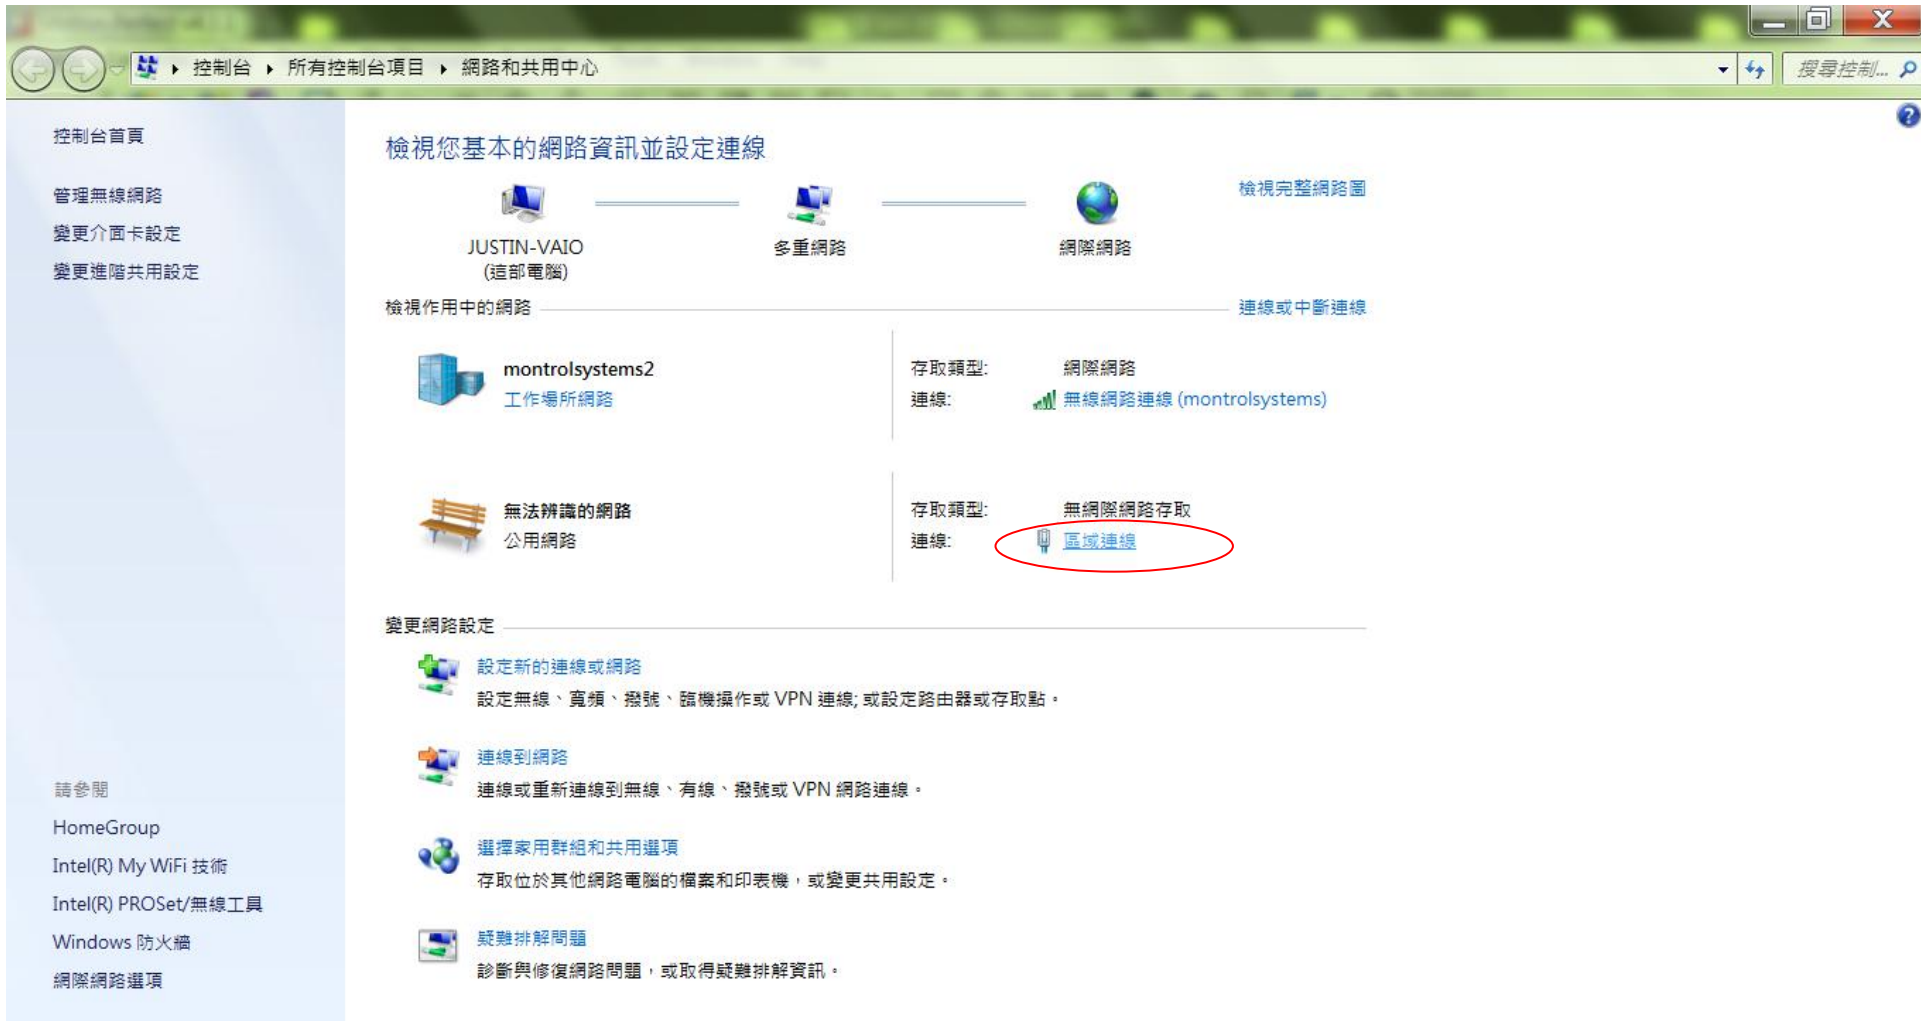 控制台 ▸ 所有控制台項目 ▸ 網路和共用中心
搜尋控制...
控制台首頁
管理無線網路
變更介面卡設定
變更進階共用設定
檢視您基本的網路資訊並設定連線
檢視完整網路圖
JUSTIN-VAIO
(這部電腦)
多重網路
網際網路
檢視作用中的網路
連線或中斷連線
montrolsystems2
工作場所網路
存取類型: 網際網路
連線: 無線網路連線 (montrolsystems)
無法辨識的網路
公用網路
存取類型: 無網際網路存取
連線: 區域連線
變更網路設定
設定新的連線或網路
設定無線、寬頻、撥號、臨機操作或 VPN 連線; 或設定路由器或存取點。
連線到網路
連線或重新連線到無線、有線、撥號或 VPN 網路連線。
選擇家用群組和共用選項
存取位於其他網路電腦的檔案和印表機，或變更共用設定。
疑難排解問題
診斷與修復網路問題，或取得疑難排解資訊。
請參閱
HomeGroup
Intel(R) My WiFi 技術
Intel(R) PROSet/無線工具
Windows 防火牆
網際網路選項